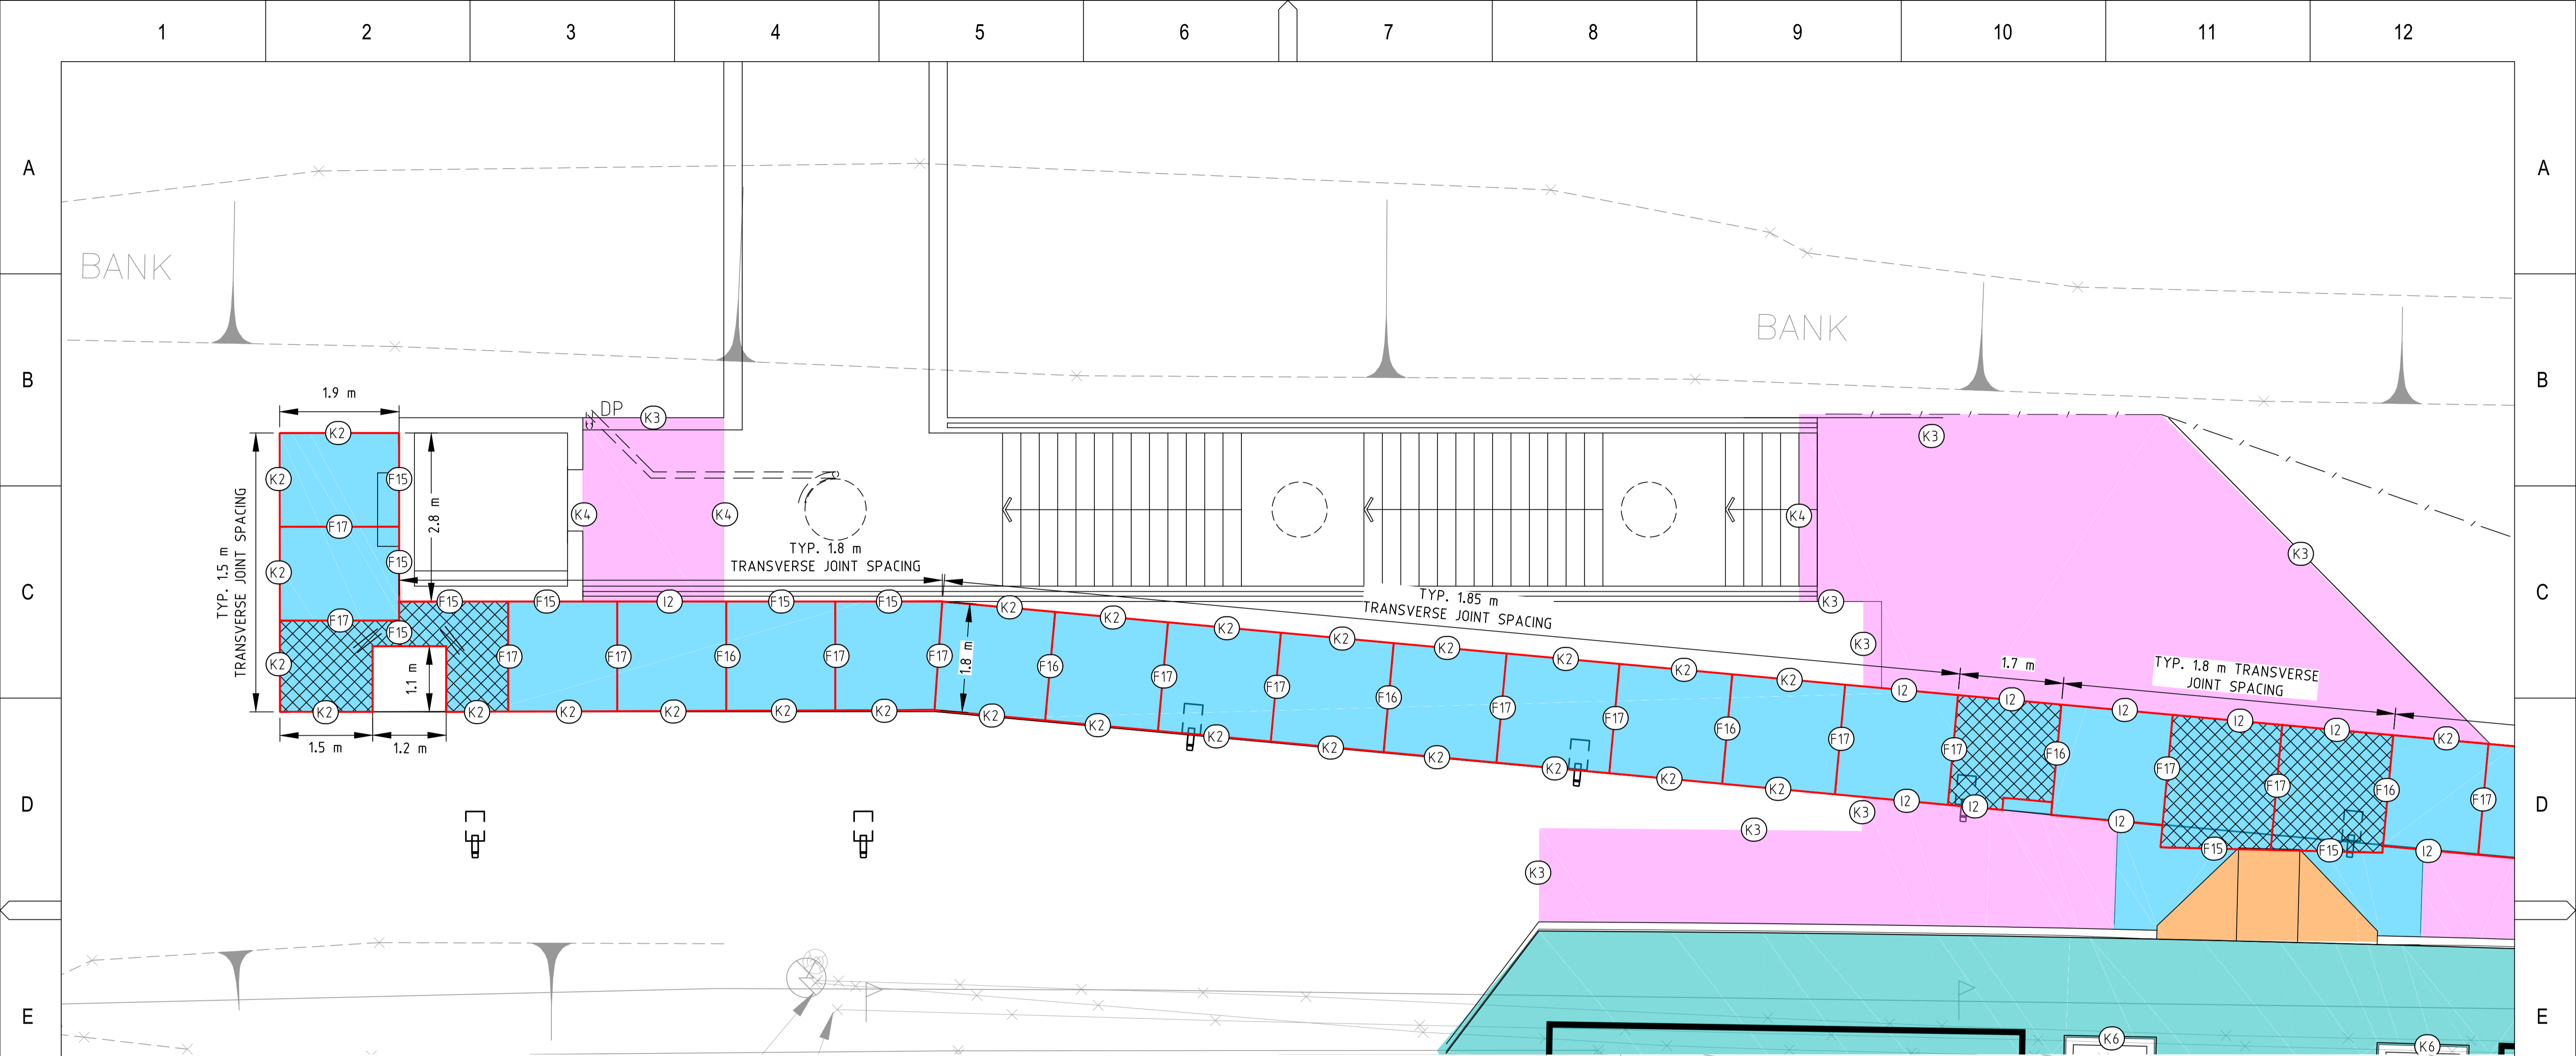 1 2 3 4 5 6 7 8 9 10 11 12
A A
BANK
BANK
B B
1.9 m
DP K3
K2 K3
K2 F15
TYP. 1.5 m
TRANSVERSE JOINT SPACING
2.8 m
K4 K4 K4
F17
TYP. 1.8 m
TRANSVERSE JOINT SPACING
K3
K2 F15
C C
TYP. 1.85 m
TRANSVERSE JOINT SPACING
F15 F15 I2 F15 F15 K2 K2 K2 K2 K2 K2 K2 K2 I2 I2 I2 I2 I2 K2
K3
K3
F17 F15
K2 F17 F17 F16 F17 F17 F16 F17 F17 F16 F17 F17 F16 F17 F17 F16 F17 F17 F16 F17
1.8 m
1.7 m
TYP. 1.8 m TRANSVERSE
JOINT SPACING
1.1 m
K2 K2 K2 K2 K2 K2 K2 K2 K2 K2 K2 K2 K2 K2 I2 I2 I2 F15 F15 I2
1.5 m 1.2 m
D D
K3 K3
K3
E E
K6 K6